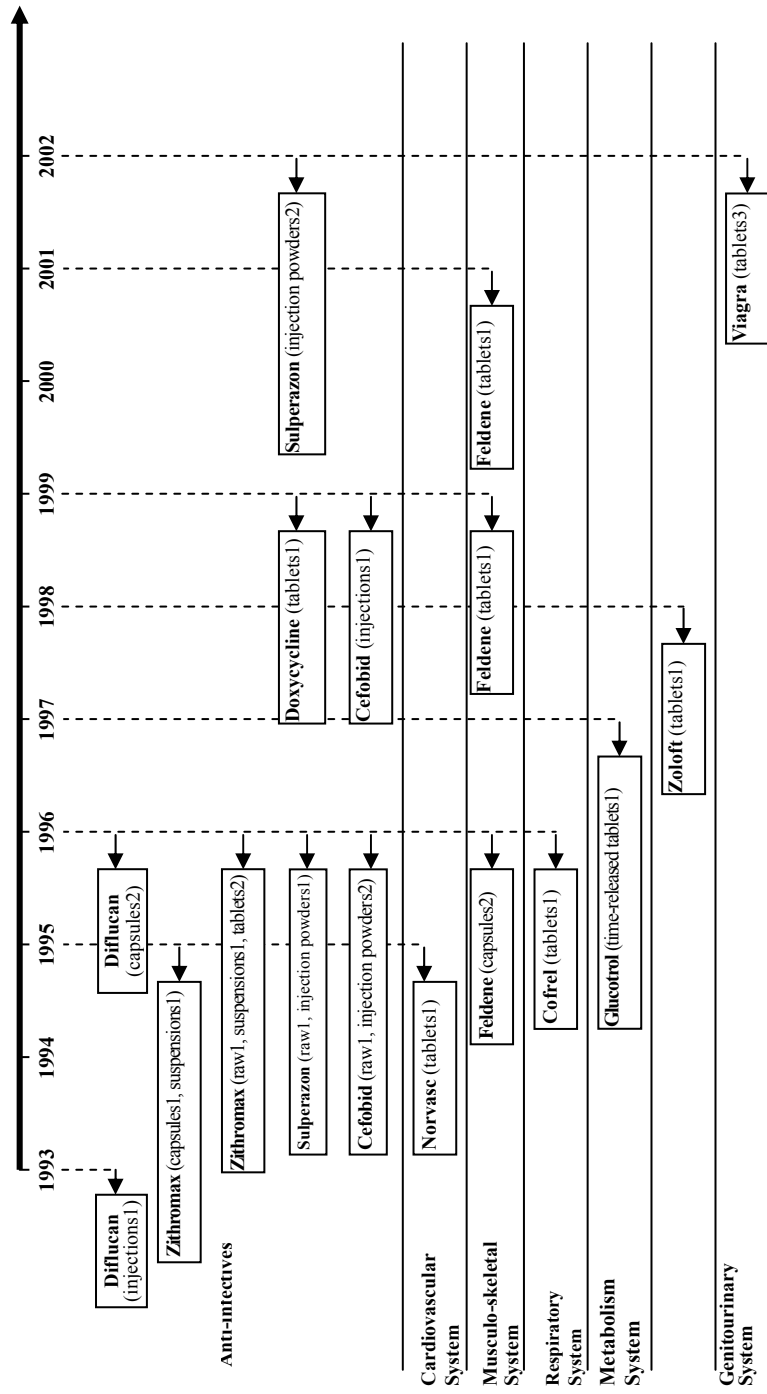 1993 1994 1995 1996 1997 1998 1999 2000 2001 2002
Diflucan
(injections1)
Diflucan
(capsules2)
Zithromax (capsules1, suspensions1)
Anti-infectives
Zithromax (raw1, suspensions1, tablets2)
Sulperazon (raw1, injection powders1)
Doxycycline (tablets1)
Sulperazon (injection powders2)
Cefobid (raw1, injection powders2)
Cefobid (injections1)
Cardiovascular
System
Norvasc (tablets1)
Musculo-skeletal
System
Feldene (capsules2)
Feldene (tablets1)
Feldene (tablets1)
Respiratory
System
Cofrel (tablets1)
Metabolism
System
Glucotrol (time-released tablets1)
Zoloft (tablets1)
Genitourinary
System
Viagra (tablets3)